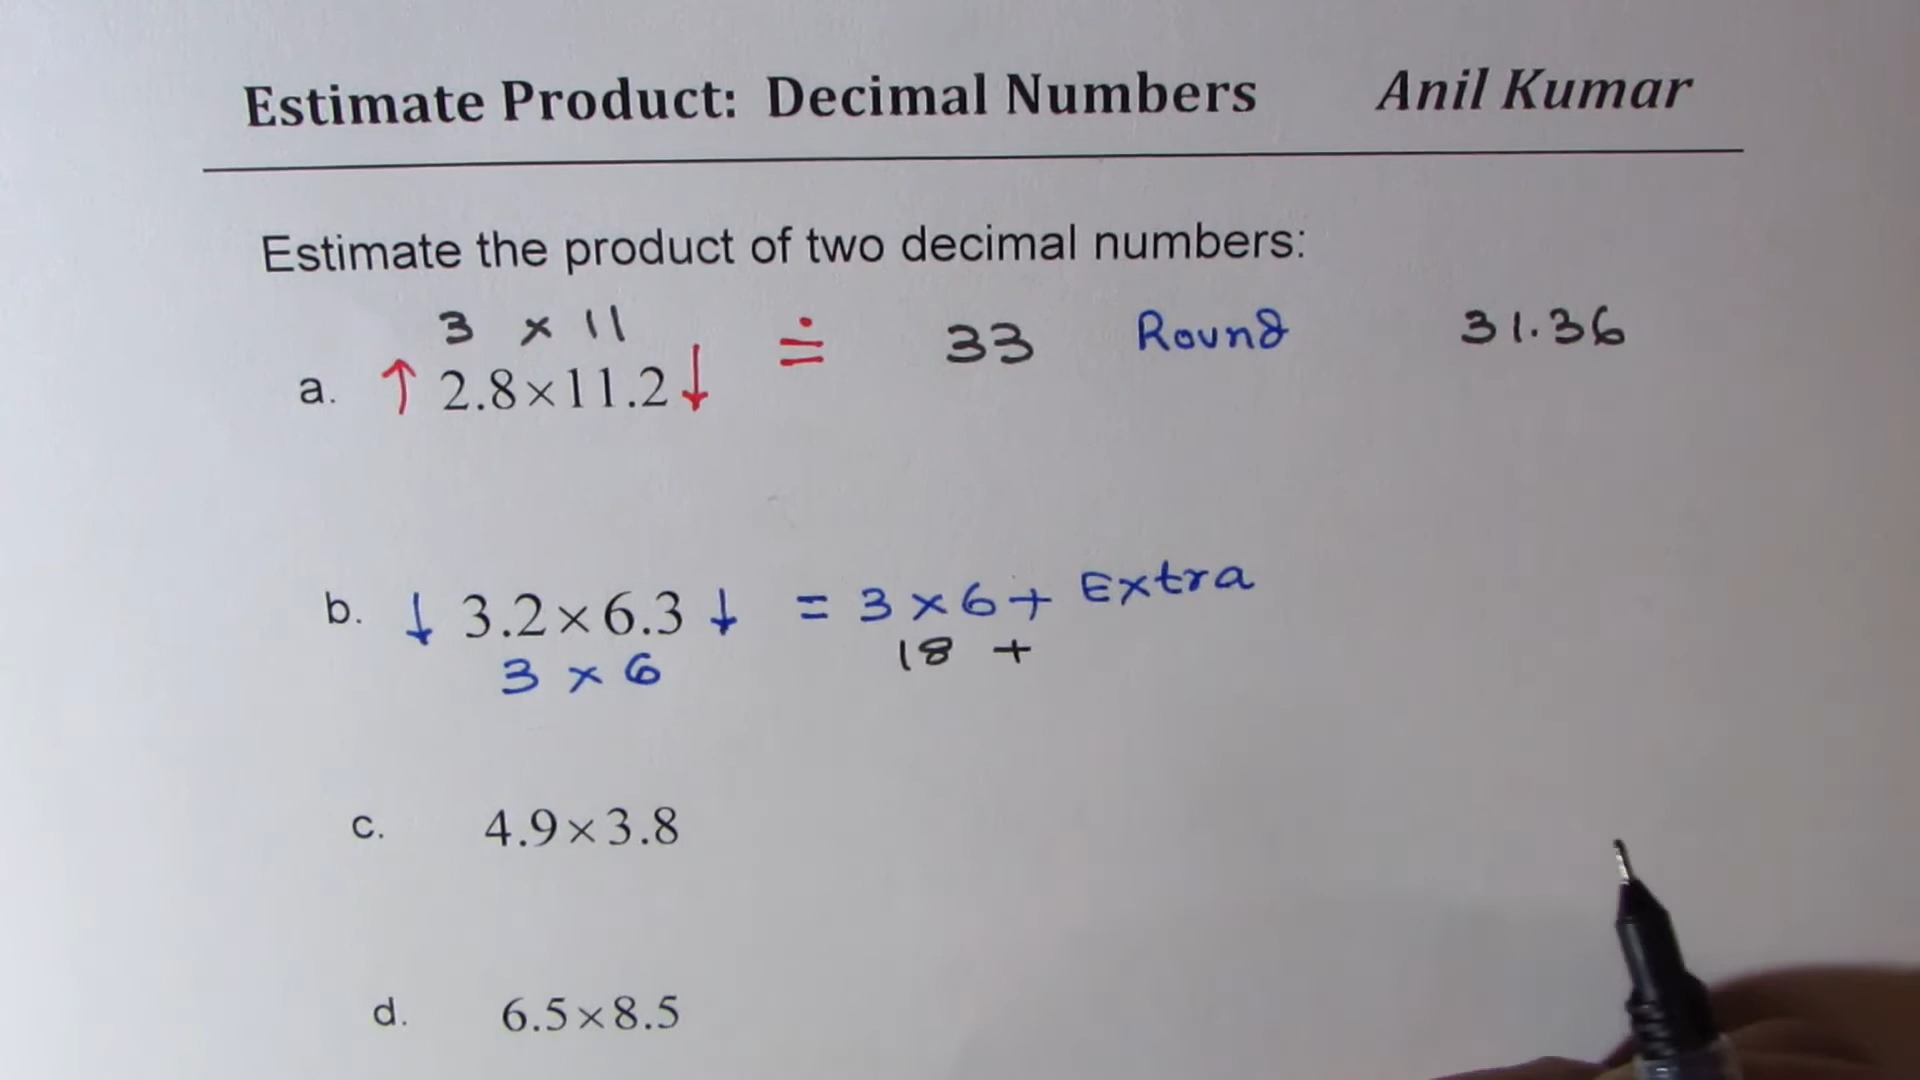 Estimate Product: Decimal Numbers Anil Kumar
Estimate the product of two decimal numbers:
3 × 11 ≐ 33 Round 31.36
a. ↑ 2.8×11.2 ↓
b. ↓ 3.2×6.3 ↓ = 3×6+ Extra
3 × 6 18 +
c. 4.9×3.8
d. 6.5×8.5